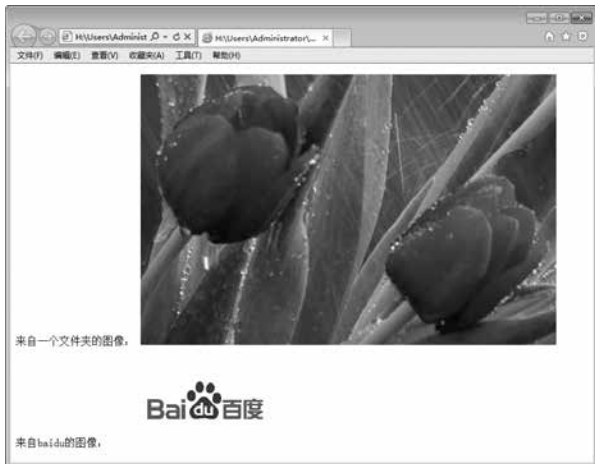 H:\Users\Administ
H:\Users\Administrator\...
文件(F) 编辑(E) 查看(V) 收藏夹(A) 工具(T) 帮助(H)
来自一个文件夹的图像,
Baidu百度
来自baidu的图像,